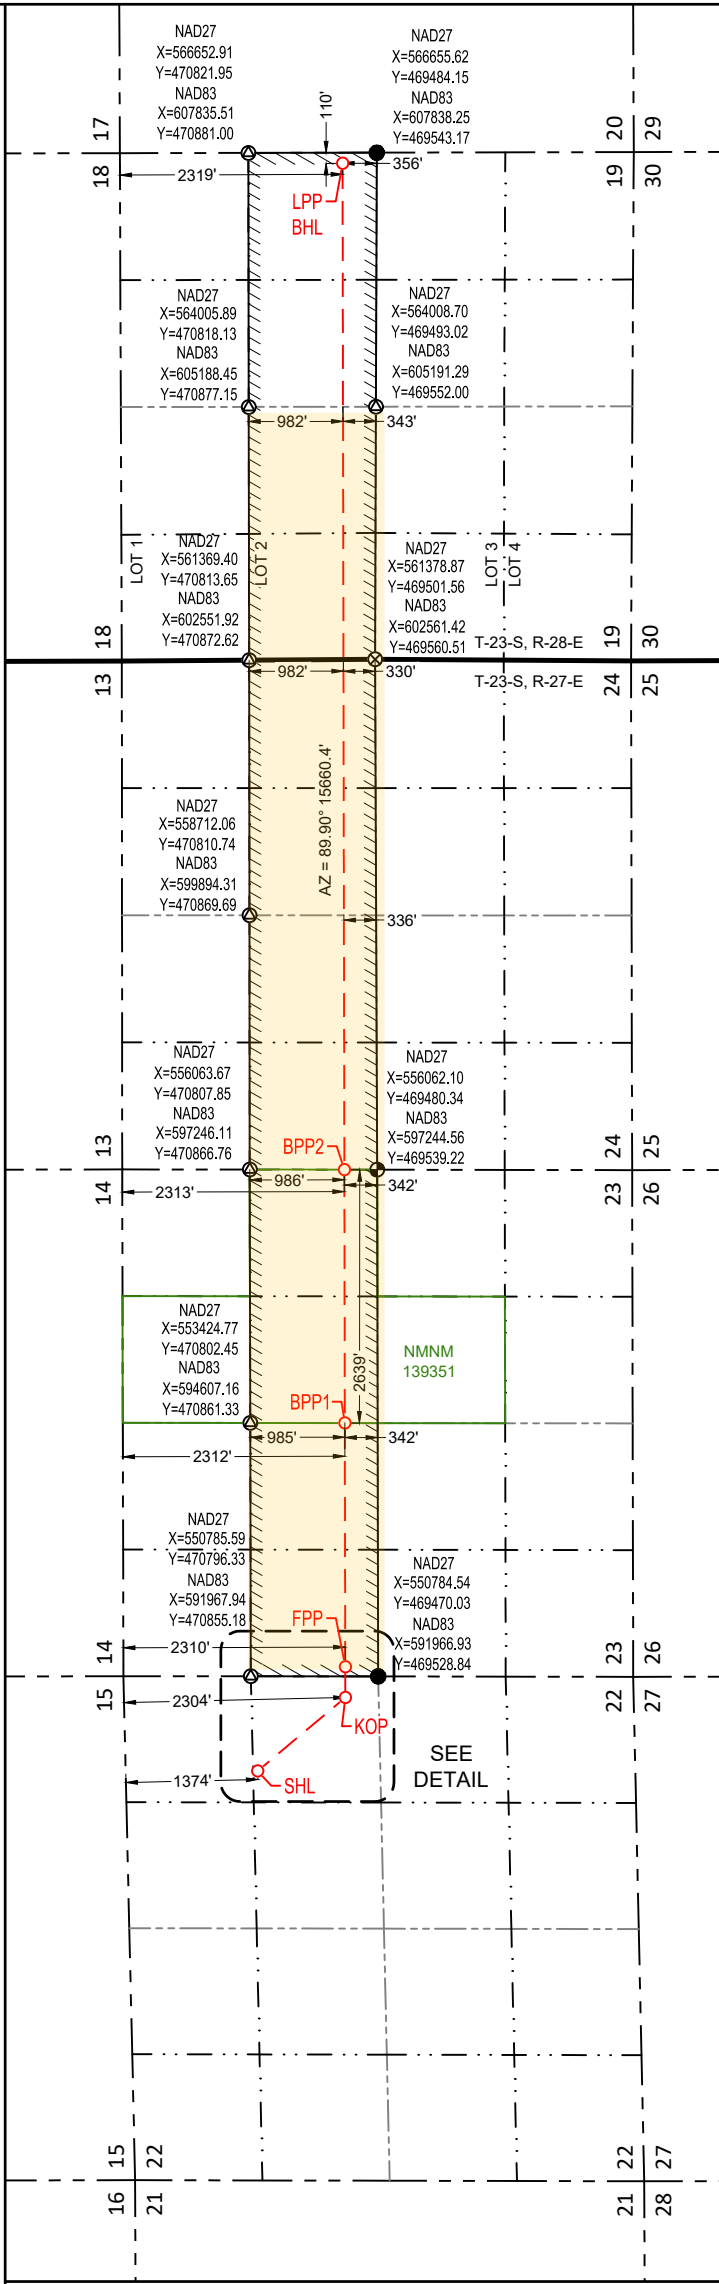 NAD27
X=566652.91
Y=470821.95
NAD83
X=607835.51
Y=470881.00
NAD27
X=566655.62
Y=469484.15
NAD83
X=607838.25
Y=469543.17
110'
17
18
20
29
19
30
2319'
356'
LPP
BHL
NAD27
X=564005.89
Y=470818.13
NAD83
X=605188.45
Y=470877.15
NAD27
X=564008.70
Y=469493.02
NAD83
X=605191.29
Y=469552.00
982'
343'
LOT 1
NAD27
X=561369.40
Y=470813.65
NAD83
X=602551.92
Y=470872.62
LOT 2
NAD27
X=561378.87
Y=469501.56
NAD83
X=602561.42
Y=469560.51
LOT 3
LOT 4
18
19
30
T-23-S, R-28-E
13
982'
330'
T-23-S, R-27-E
24
25
AZ = 89.90° 15660.4'
NAD27
X=558712.06
Y=470810.74
NAD83
X=599894.31
Y=470869.69
336'
NAD27
X=556063.67
Y=470807.85
NAD83
X=597246.11
Y=470866.76
NAD27
X=556062.10
Y=469480.34
NAD83
X=597244.56
Y=469539.22
BPP2
13
14
24
25
23
26
986'
2313'
342'
NAD27
X=553424.77
Y=470802.45
NAD83
X=594607.16
Y=470861.33
2639'
NMNM
139351
BPP1
985'
342'
2312'
NAD27
X=550785.59
Y=470796.33
NAD83
X=591967.94
Y=470855.18
NAD27
X=550784.54
Y=469470.03
NAD83
X=591966.93
Y=469528.84
FPP
14
2310'
23
26
15
2304'
22
27
KOP
SEE
DETAIL
1374'
SHL
15
22
16
21
22
27
21
28